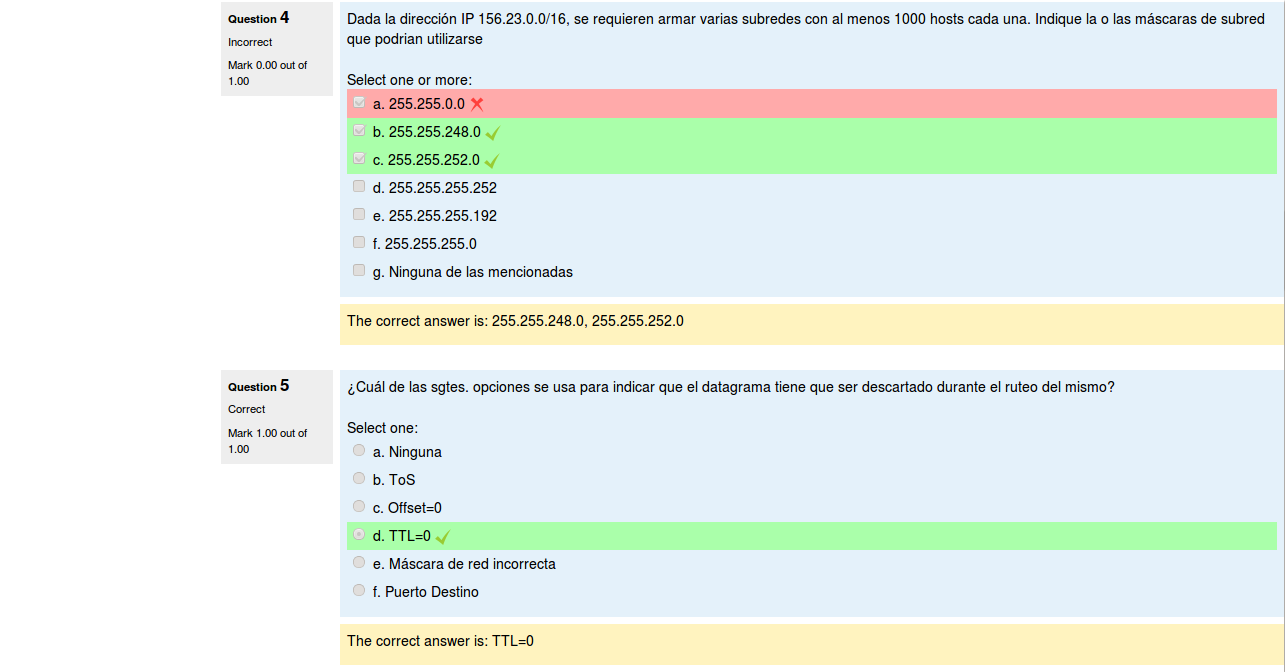 Question 4
Incorrect
Mark 0.00 out of
1.00
Dada la dirección IP 156.23.0.0/16, se requieren armar varias subredes con al menos 1000 hosts cada una. Indique la o las máscaras de subred
que podrian utilizarse
Select one or more:
a. 255.255.0.0
b. 255.255.248.0
c. 255.255.252.0
d. 255.255.255.252
e. 255.255.255.192
f. 255.255.255.0
g. Ninguna de las mencionadas
The correct answer is: 255.255.248.0, 255.255.252.0
Question 5
Correct
Mark 1.00 out of
1.00
¿Cuál de las sgtes. opciones se usa para indicar que el datagrama tiene que ser descartado durante el ruteo del mismo?
Select one:
a. Ninguna
b. ToS
c. Offset=0
d. TTL=0
e. Máscara de red incorrecta
f. Puerto Destino
The correct answer is: TTL=0